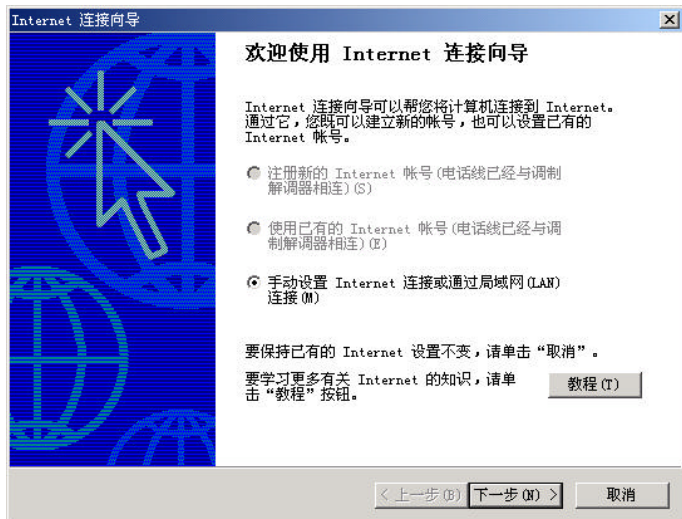 Internet 连接向导
欢迎使用 Internet 连接向导
Internet 连接向导可以帮您将计算机连接到 Internet。
通过它，您既可以建立新的帐号，也可以设置已有的
Internet 帐号。
注册新的 Internet 帐号(电话线已经与调制
解调器相连)(S)
使用已有的 Internet 帐号(电话线已经与调
制解调器相连)(E)
手动设置 Internet 连接或通过局域网(LAN)
连接(M)
要保持已有的 Internet 设置不变，请单击“取消”。
要学习更多有关 Internet 的知识，请单
击“教程”按钮。
教程(T)
< 上一步(B)
下一步(N) >
取消